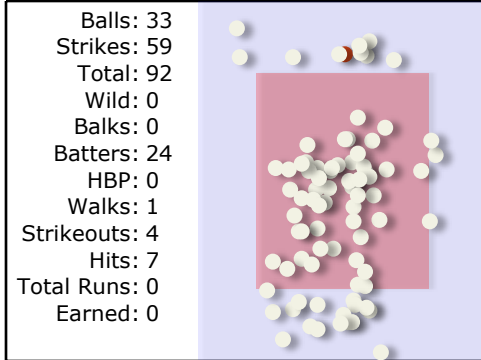 Balls: 33
Strikes: 59
Total: 92
Wild: 0
Balks: 0
Batters: 24
HBP: 0
Walks: 1
Strikeouts: 4
Hits: 7
Total Runs: 0
Earned: 0